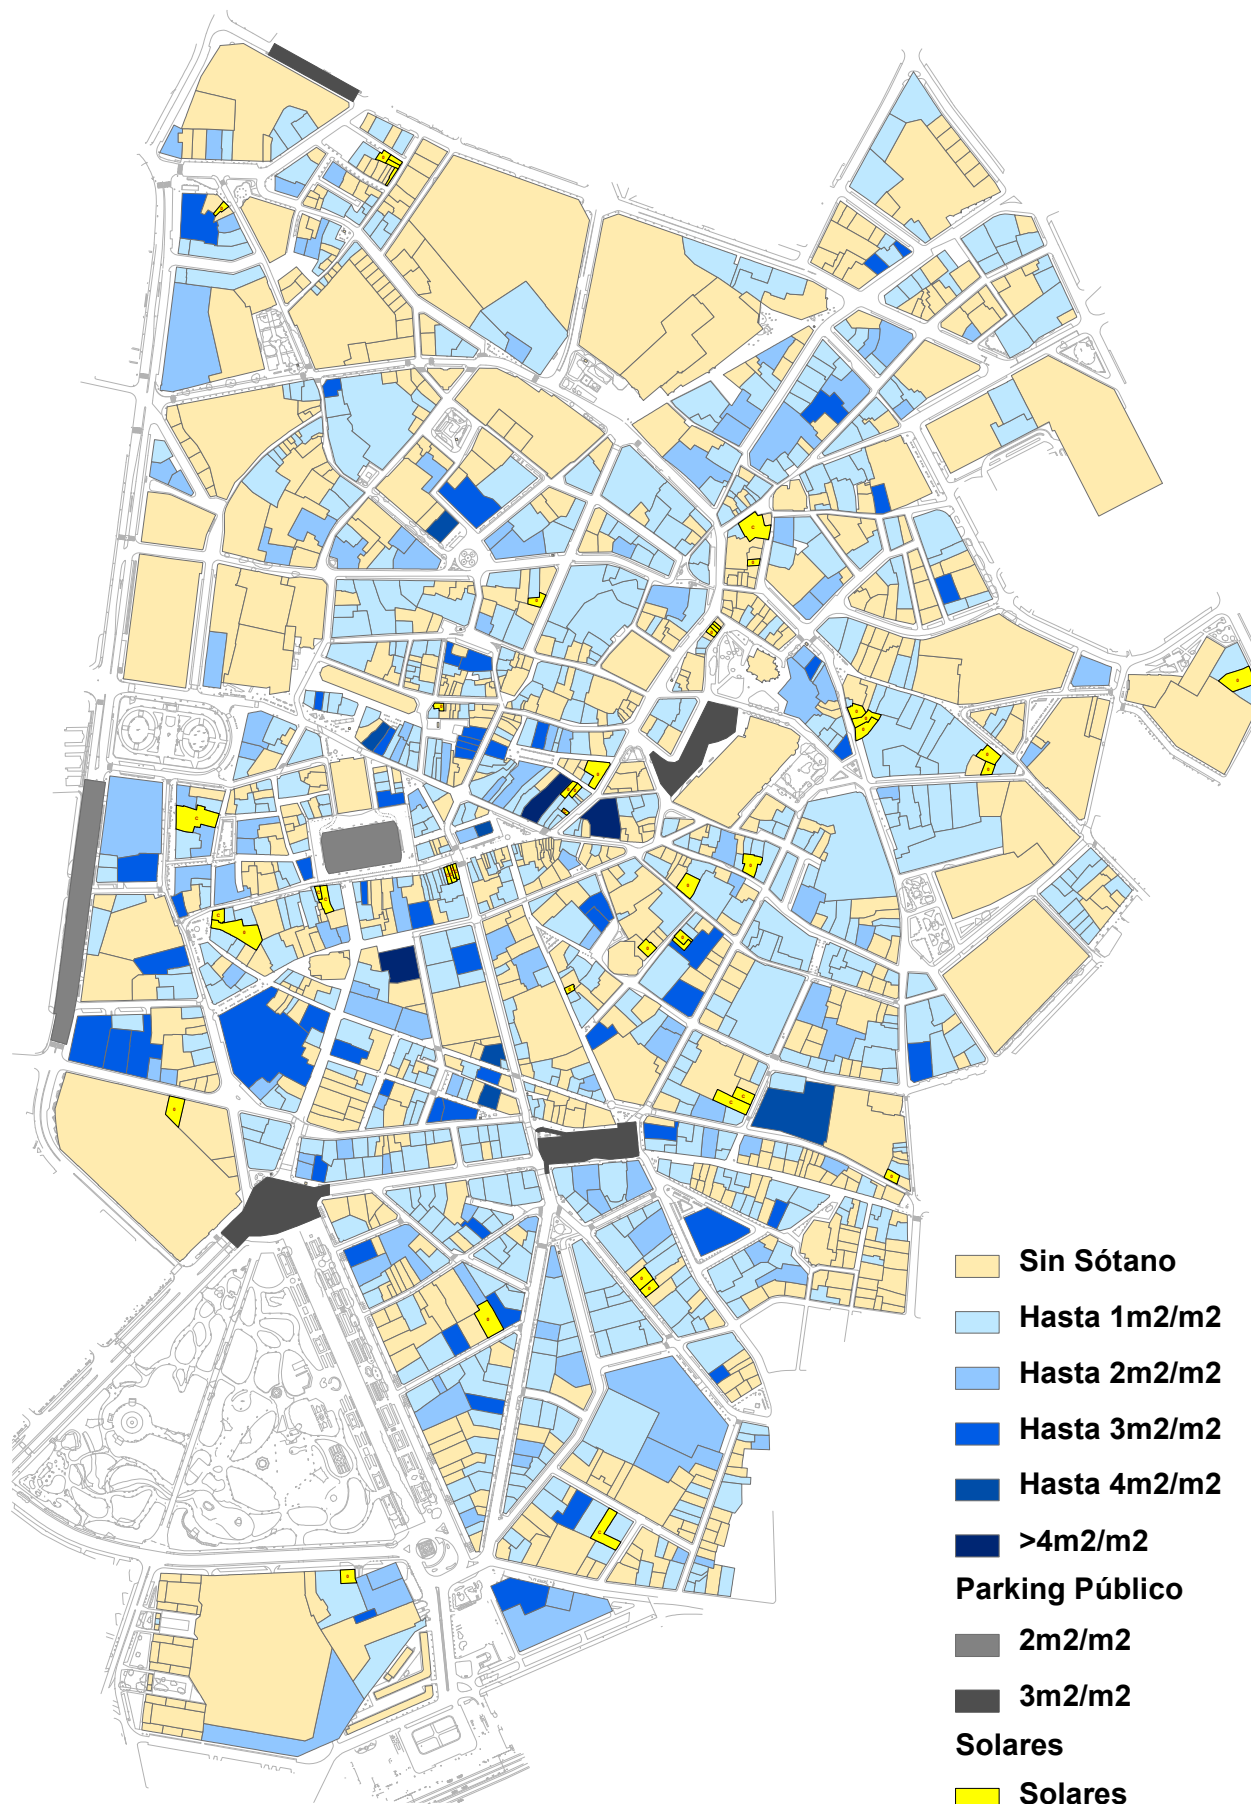 Sin Sótano
Hasta 1m2/m2
Hasta 2m2/m2
Hasta 3m2/m2
Hasta 4m2/m2
>4m2/m2
Parking Público
2m2/m2
3m2/m2
Solares
Solares